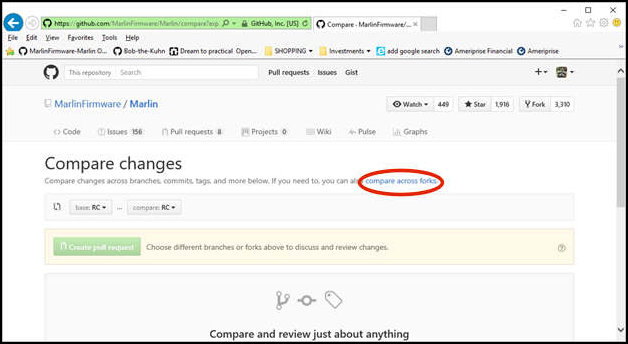 https://github.com/MarlinFirmware/Marlin/compare?exp
GitHub, Inc. [US]
Compare · MarlinFirmware/...
File Edit View Favorites Tools Help
MarlinFirmware-Marlin O... Bob-the-Kuhn Dream to practical Open... SHOPPING Investments add google search Ameriprise Financial Ameriprise
This repository Search Pull requests Issues Gist
MarlinFirmware / Marlin Watch 449 Star 1,916 Fork 3,310
Code Issues 156 Pull requests 8 Projects 0 Wiki Pulse Graphs
Compare changes
Compare changes across branches, commits, tags, and more below. If you need to, you can also compare across forks.
base: RC ... compare: RC
Create pull request Choose different branches or forks above to discuss and review changes.
Compare and review just about anything